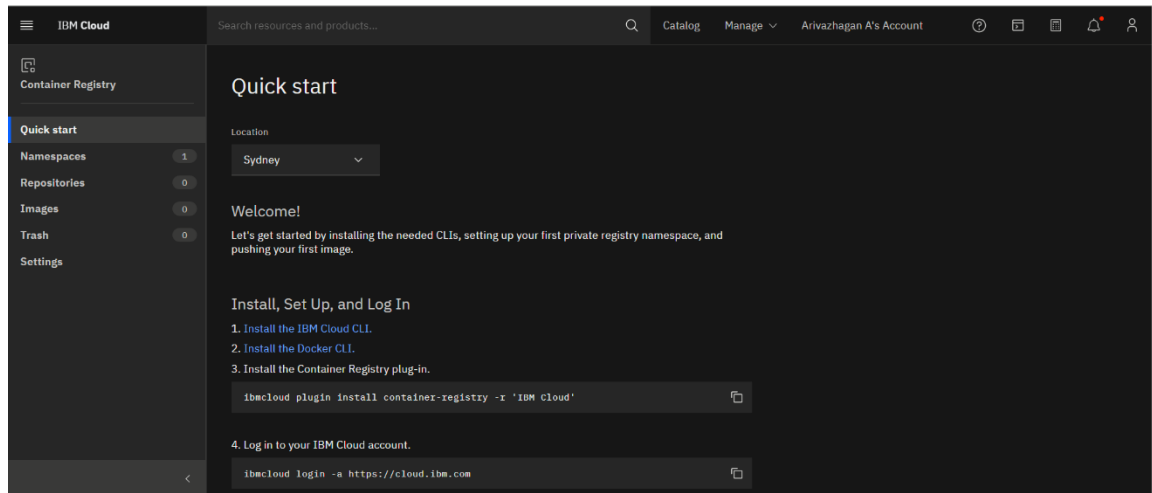 IBM Cloud
Search resources and products...
Catalog
Manage
Arivazhagan A's Account
Container Registry
Quick start
Namespaces 1
Repositories 0
Images 0
Trash 0
Settings
Quick start
Location
Sydney
Welcome!
Let's get started by installing the needed CLIs, setting up your first private registry namespace, and
pushing your first image.
Install, Set Up, and Log In
1. Install the IBM Cloud CLI.
2. Install the Docker CLI.
3. Install the Container Registry plug-in.
ibmcloud plugin install container-registry -r 'IBM Cloud'
4. Log in to your IBM Cloud account.
ibmcloud login -a https://cloud.ibm.com